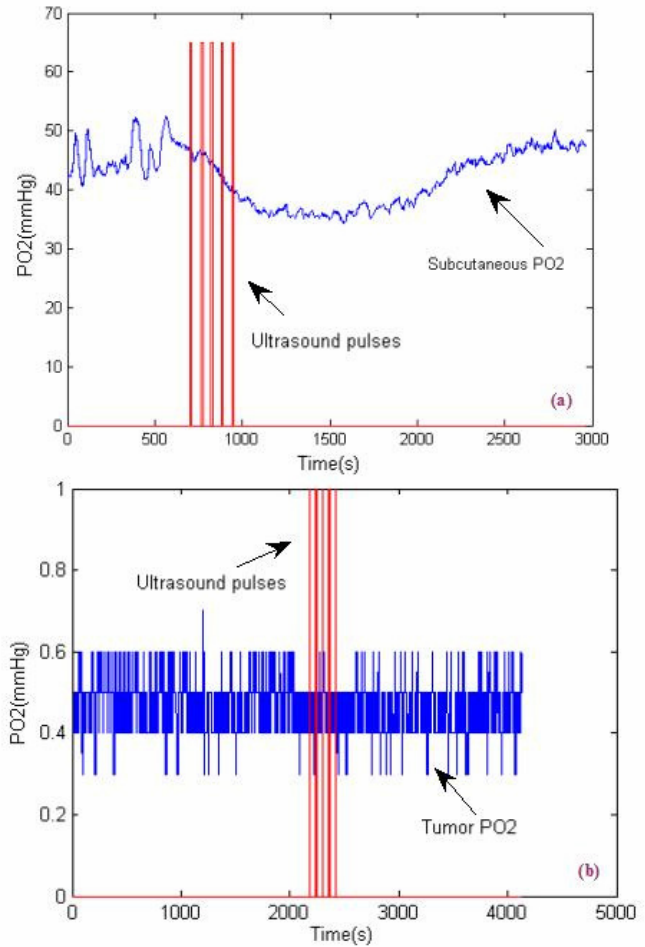 70
60
50
40
30
20
10
0
PO2(mmHg)
Subcutaneous PO2
Ultrasound pulses
(a)
0 500 1000 1500 2000 2500 3000
Time(s)
1
0.8
0.6
0.4
0.2
0
PO2(mmHg)
Ultrasound pulses
Tumor PO2
(b)
0 1000 2000 3000 4000 5000
Time(s)